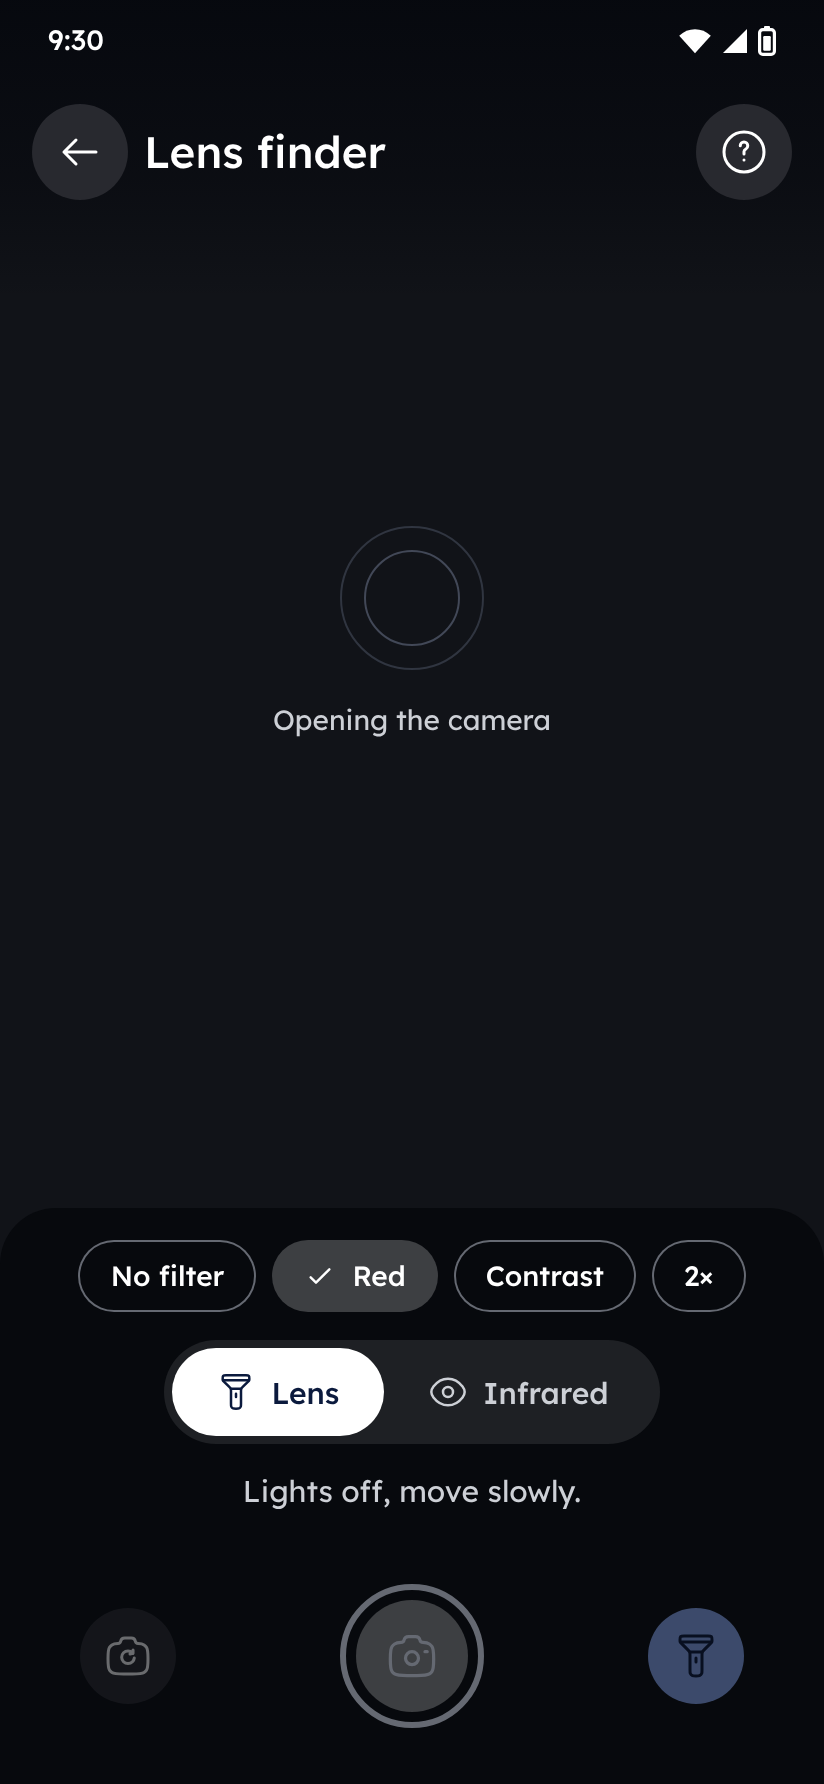 9:30
Lens finder
Opening the camera
No filter
Red
Contrast
2×
Lens
Infrared
Lights off, move slowly.